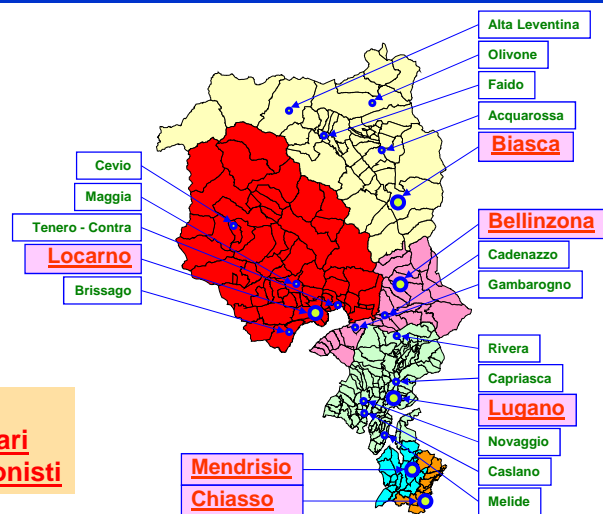 Alta Leventina
Olivone
Faido
Acquarossa
Biasca
Cevio
Maggia
Tenero - Contra
Locarno
Brissago
Bellinzona
Cadenazzo
Gambarogno
Rivera
Capriasca
Lugano
Novaggio
Caslano
Melide
Mendrisio
Chiasso